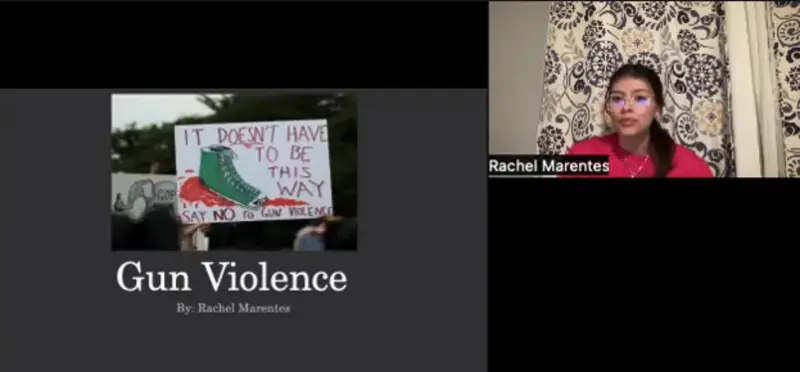 IT DOESN'T HAVE
TO BE
THIS
WAY
SAY NO TO GUN VIOLENCE
GOP
Gun Violence
By: Rachel Marentes
Rachel Marentes